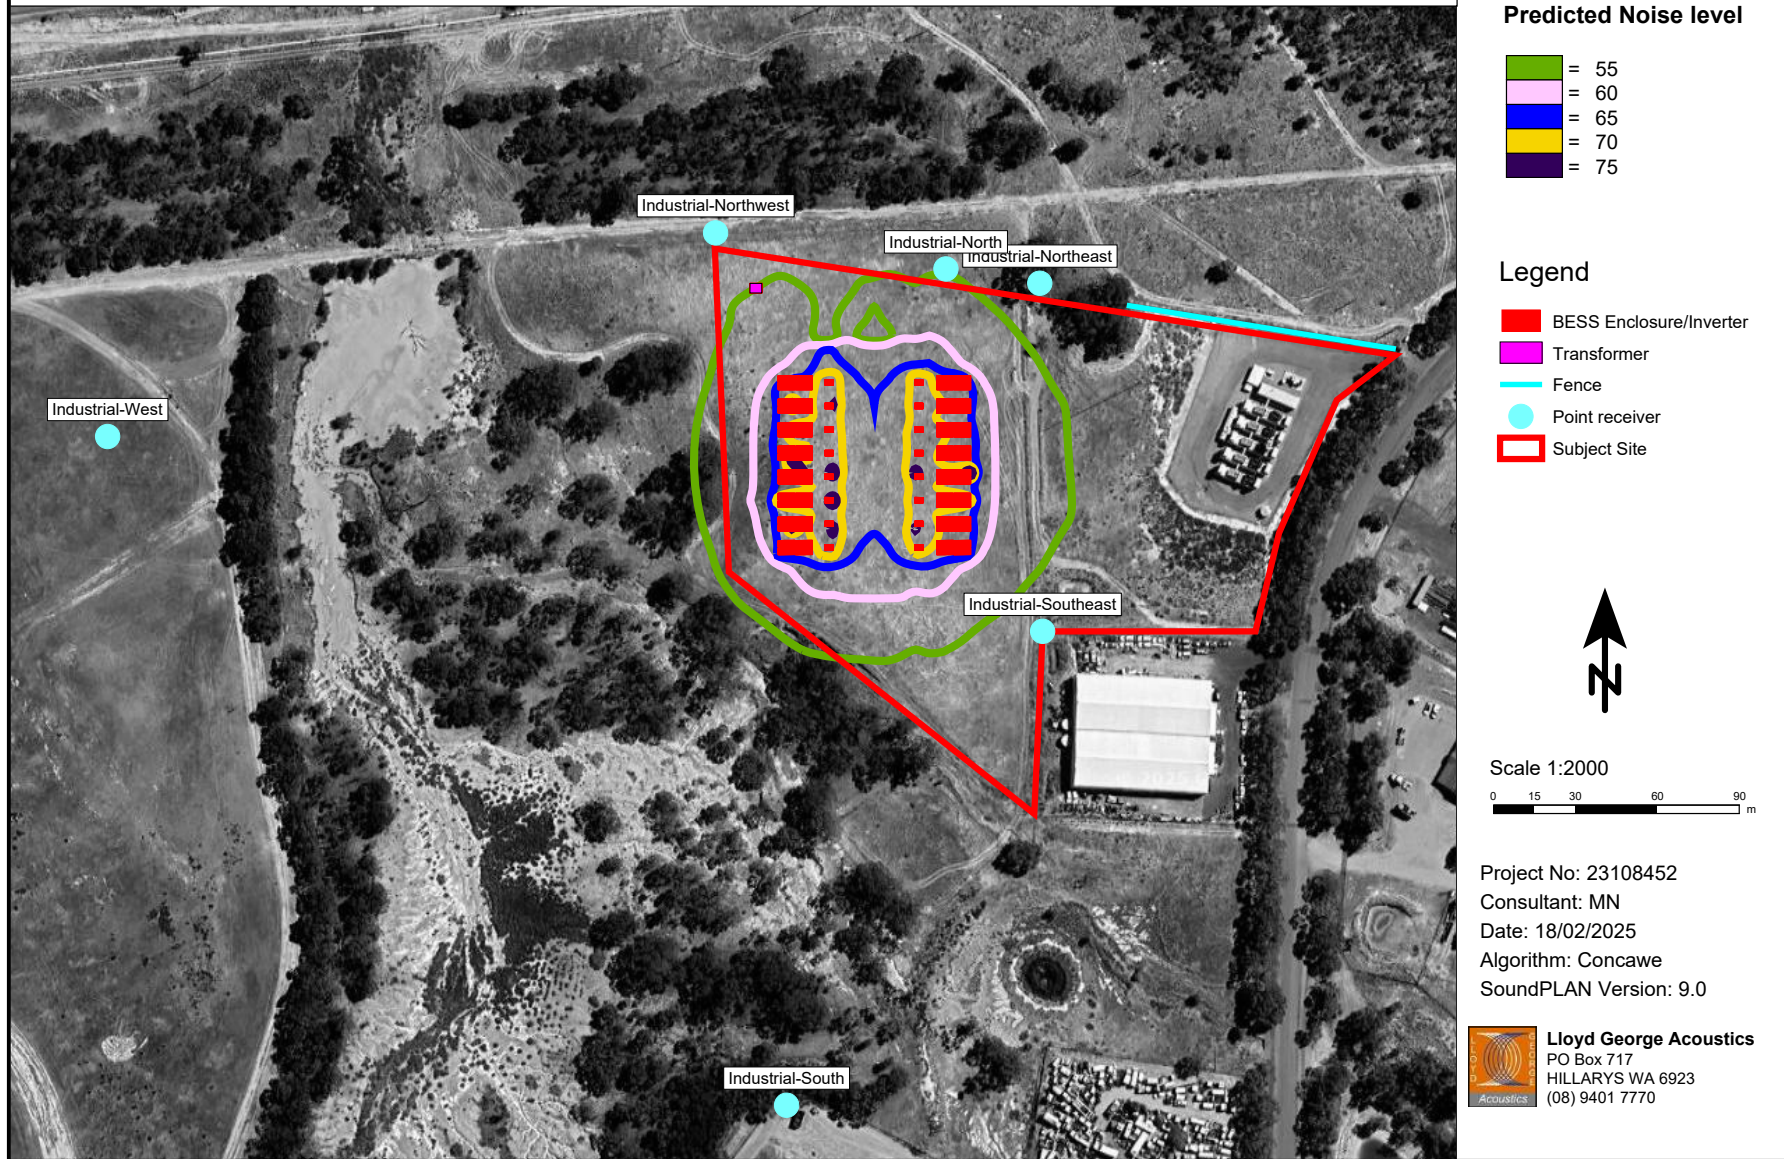 Predicted Noise level
= 55
= 60
= 65
= 70
= 75
Industrial-Northwest
Industrial-North
Industrial-Northeast
Industrial-West
Industrial-Southeast
Industrial-South
Legend
BESS Enclosure/Inverter
Transformer
Fence
Point receiver
Subject Site
N
Scale 1:2000
0 15 30 60 90
m
Project No: 23108452
Consultant: MN
Date: 18/02/2025
Algorithm: Concawe
SoundPLAN Version: 9.0
LLOYD
GEORGE
Acoustics
Lloyd George Acoustics
PO Box 717
HILLARYS WA 6923
(08) 9401 7770